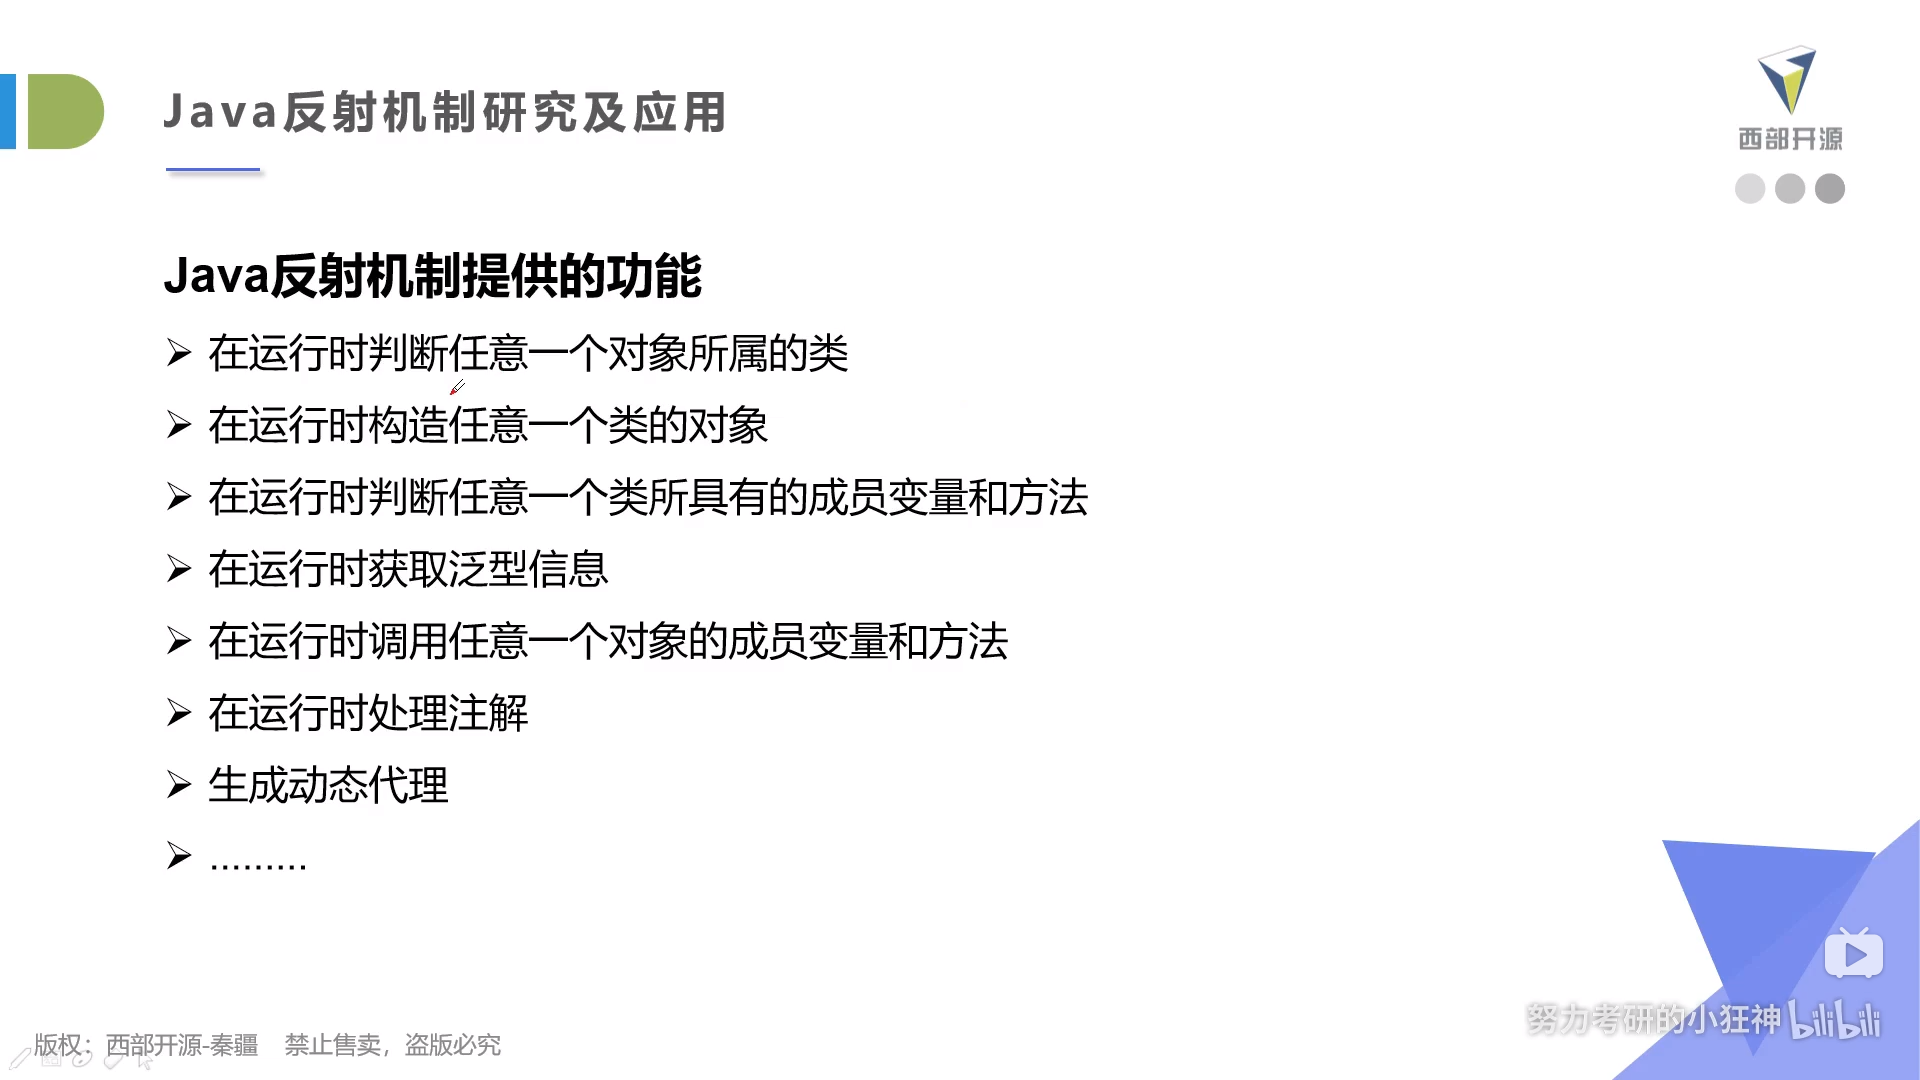 Java反射机制研究及应用
西部开源
Java反射机制提供的功能
在运行时判断任意一个对象所属的类
在运行时构造任意一个类的对象
在运行时判断任意一个类所具有的成员变量和方法
在运行时获取泛型信息
在运行时调用任意一个对象的成员变量和方法
在运行时处理注解
生成动态代理
………
努力考研的小狂神 bilibili
版权：西部开源-秦疆 禁止售卖，盗版必究